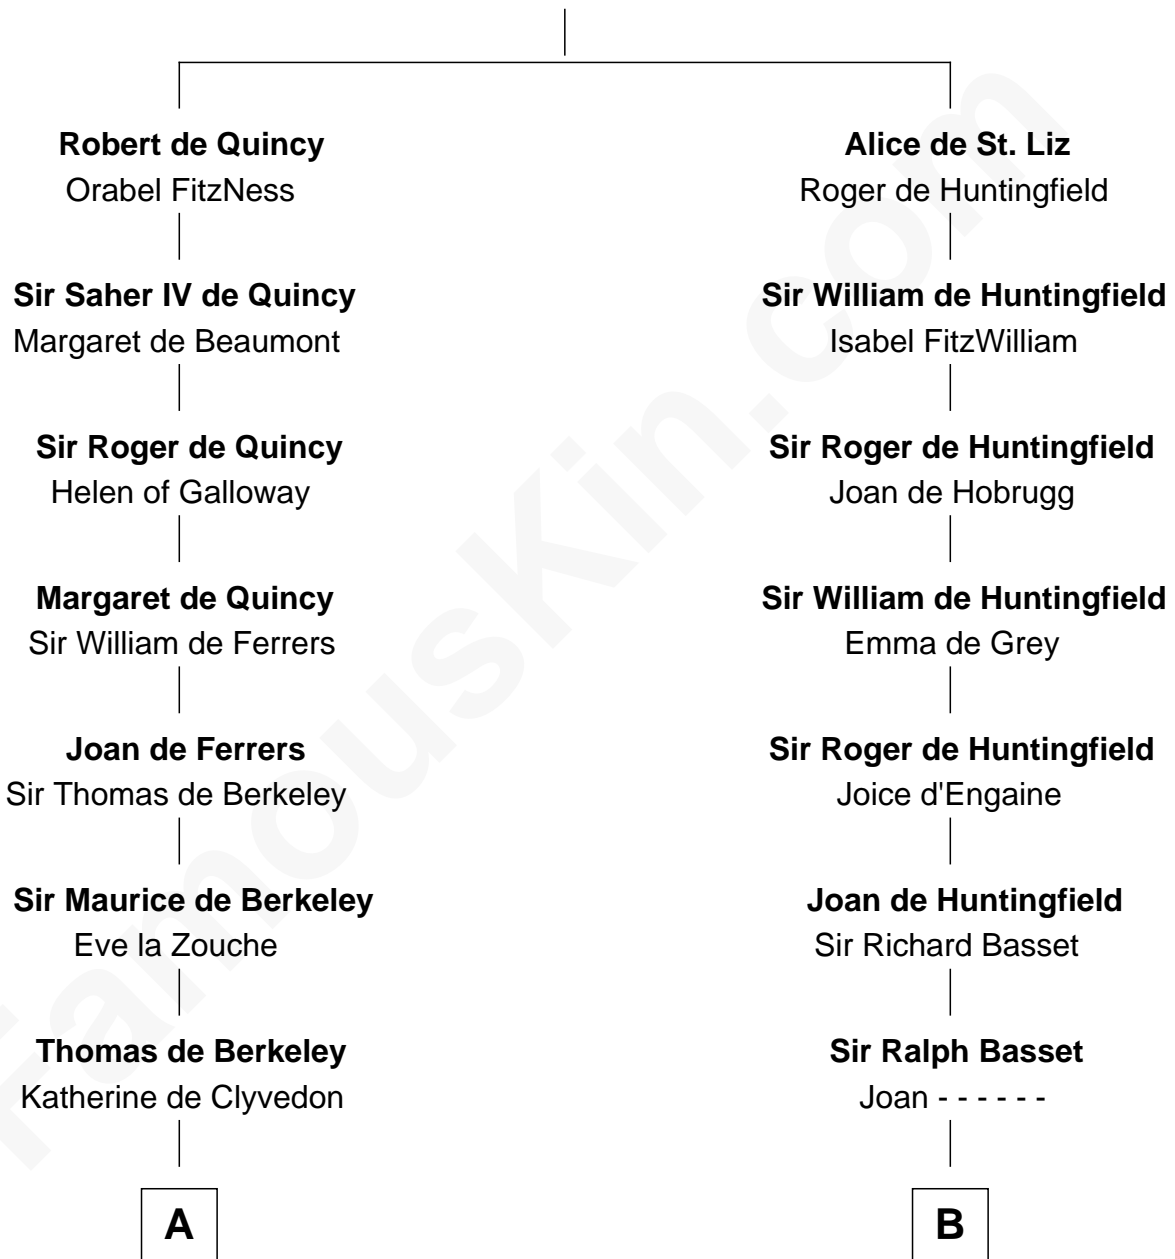 Robert de Quincy
Orabel FitzNess
Alice de St. Liz
Roger de Huntingfield
Sir Saher IV de Quincy
Margaret de Beaumont
Sir William de Huntingfield
Isabel FitzWilliam
Sir Roger de Quincy
Helen of Galloway
Sir Roger de Huntingfield
Joan de Hobrugg
Margaret de Quincy
Sir William de Ferrers
Sir William de Huntingfield
Emma de Grey
Joan de Ferrers
Sir Thomas de Berkeley
Sir Roger de Huntingfield
Joice d'Engaine
Sir Maurice de Berkeley
Eve la Zouche
Joan de Huntingfield
Sir Richard Basset
Thomas de Berkeley
Katherine de Clyvedon
Sir Ralph Basset
Joan - - - - - -
A
B
FamousKin.com